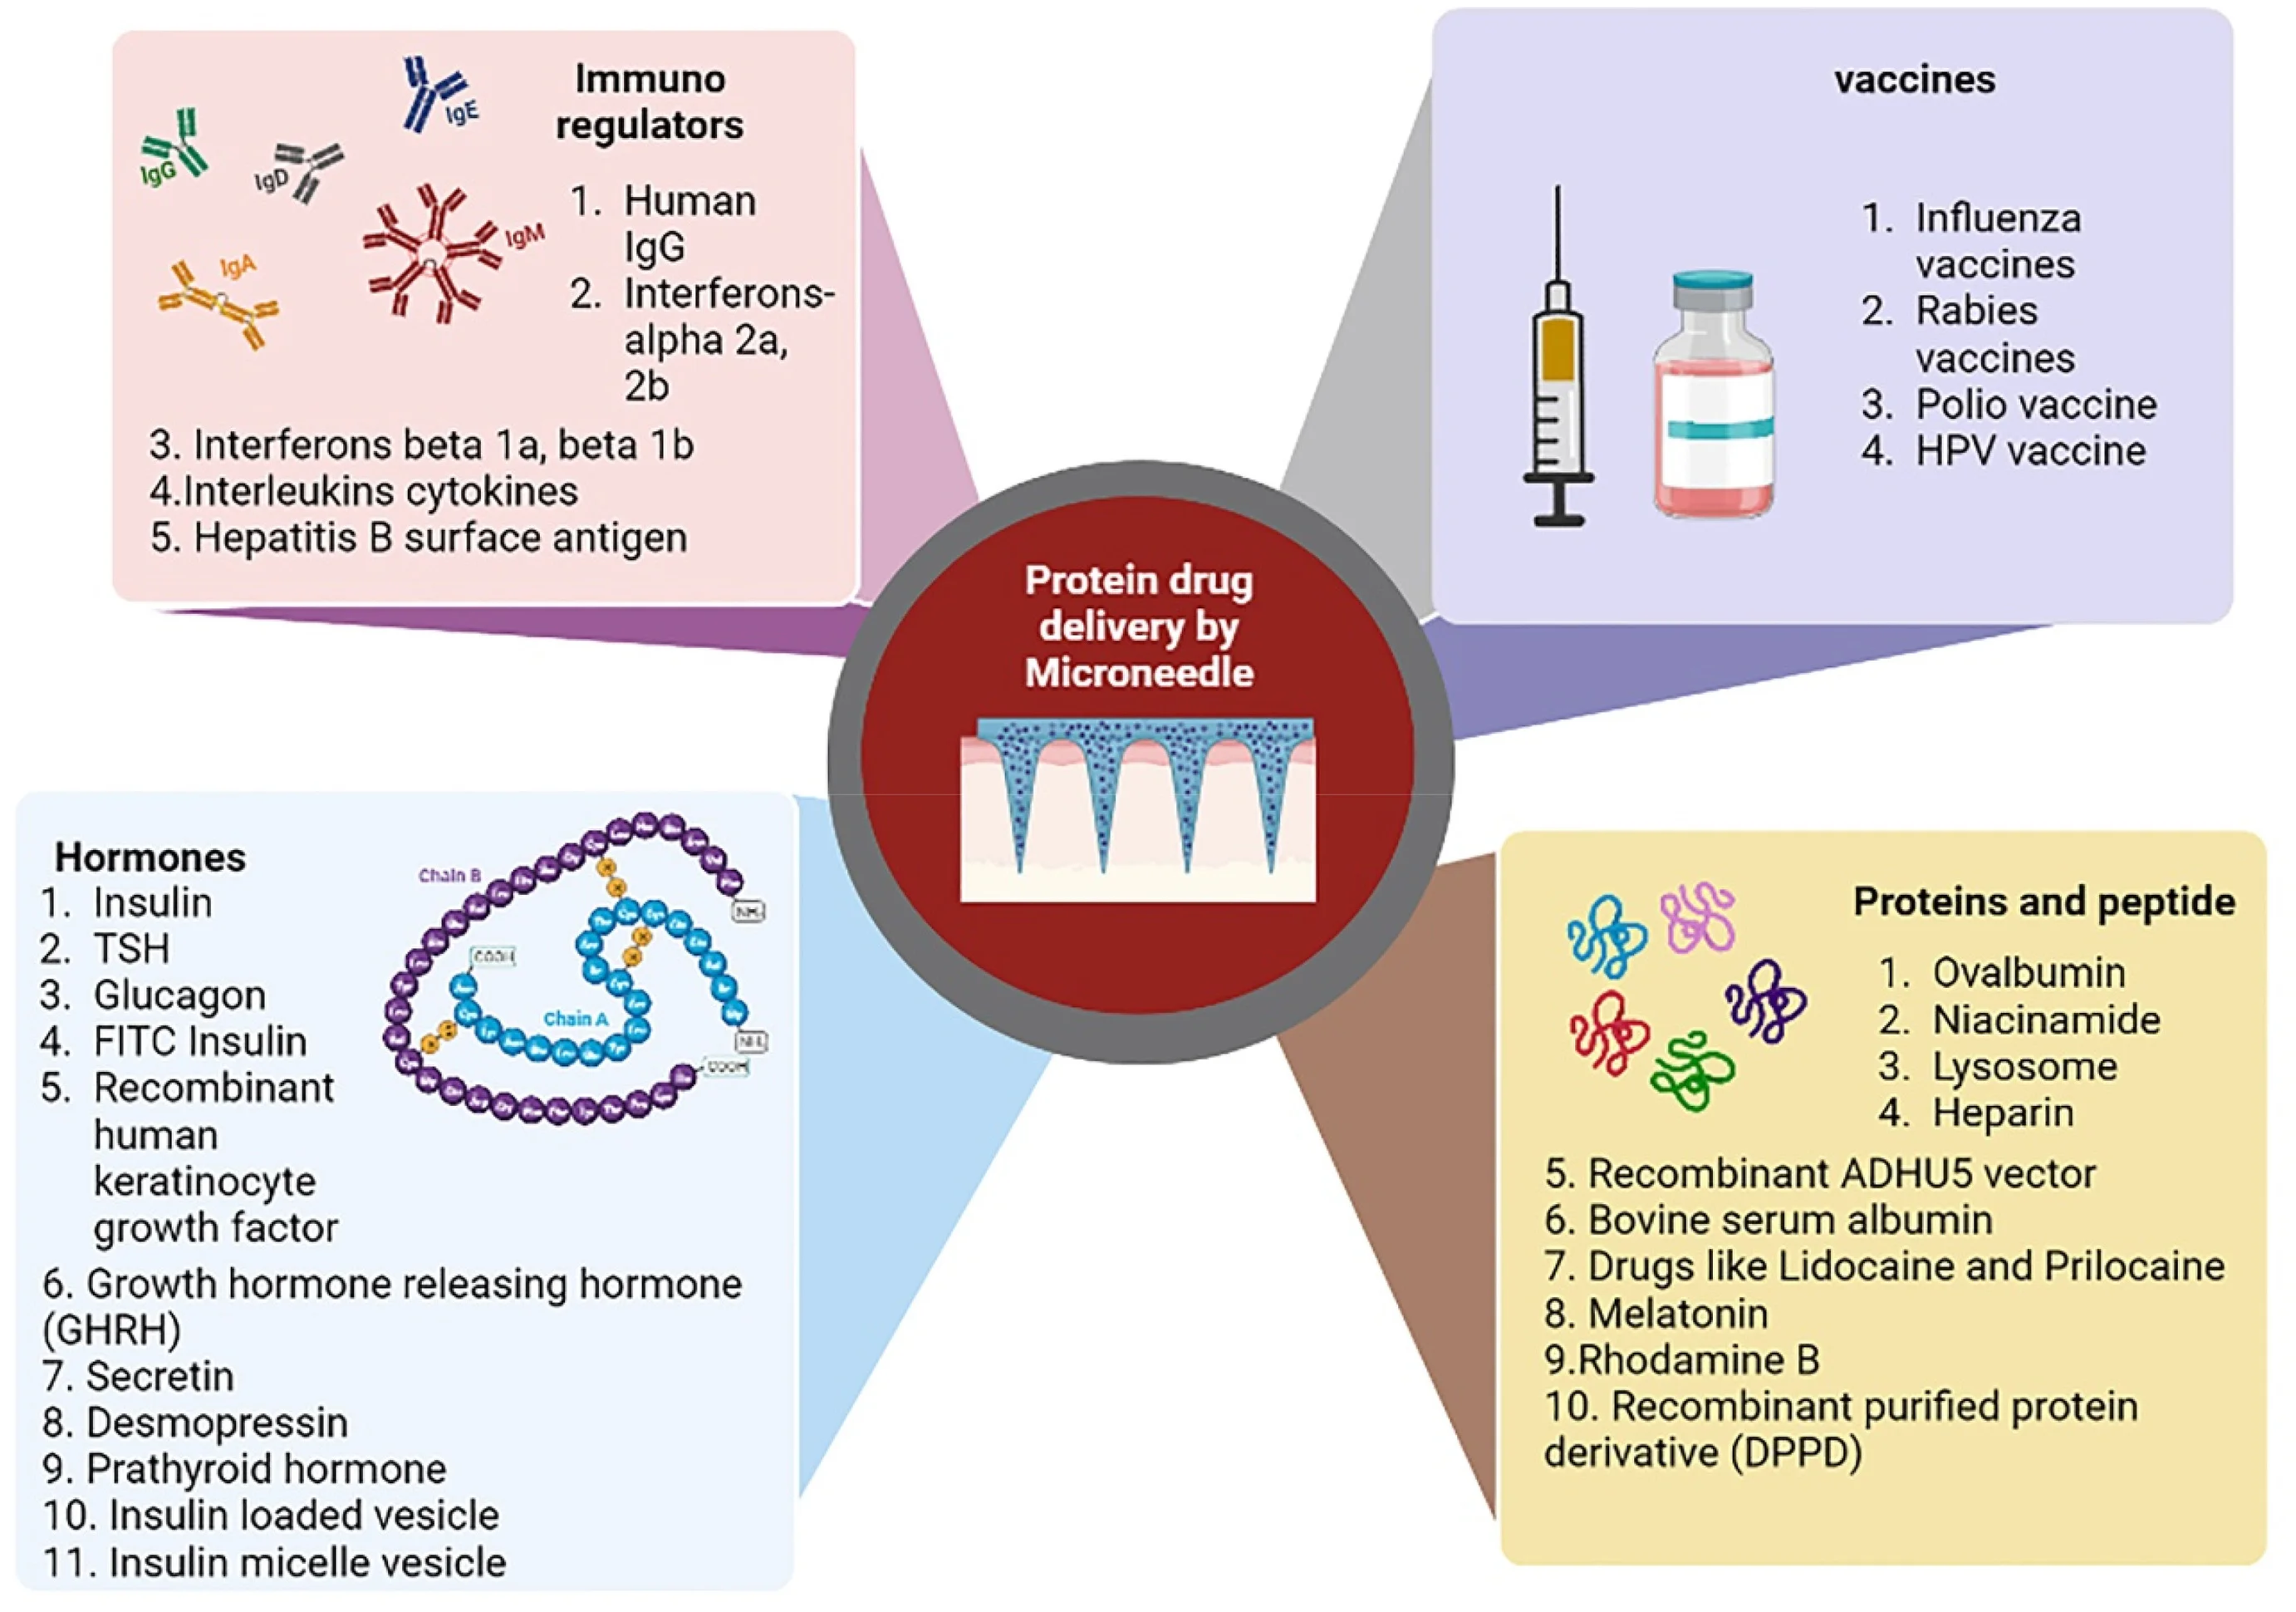 Immuno
regulators
IgE
IgG
IgD
IgM
IgA
1. Human
IgG
2. Interferons-
alpha 2a,
2b
3. Interferons beta 1a, beta 1b
4.Interleukins cytokines
5. Hepatitis B surface antigen
vaccines
1. Influenza
vaccines
2. Rabies
vaccines
3. Polio vaccine
4. HPV vaccine
Protein drug
delivery by
Microneedle
Hormones
1. Insulin
2. TSH
3. Glucagon
4. FITC Insulin
5. Recombinant
human
keratinocyte
growth factor
6. Growth hormone releasing hormone
(GHRH)
7. Secretin
8. Desmopressin
9. Prathyroid hormone
10. Insulin loaded vesicle
11. Insulin micelle vesicle
Chain B
COOH
Chain A
COOH
Proteins and peptide
1. Ovalbumin
2. Niacinamide
3. Lysosome
4. Heparin
5. Recombinant ADHU5 vector
6. Bovine serum albumin
7. Drugs like Lidocaine and Prilocaine
8. Melatonin
9.Rhodamine B
10. Recombinant purified protein
derivative (DPPD)